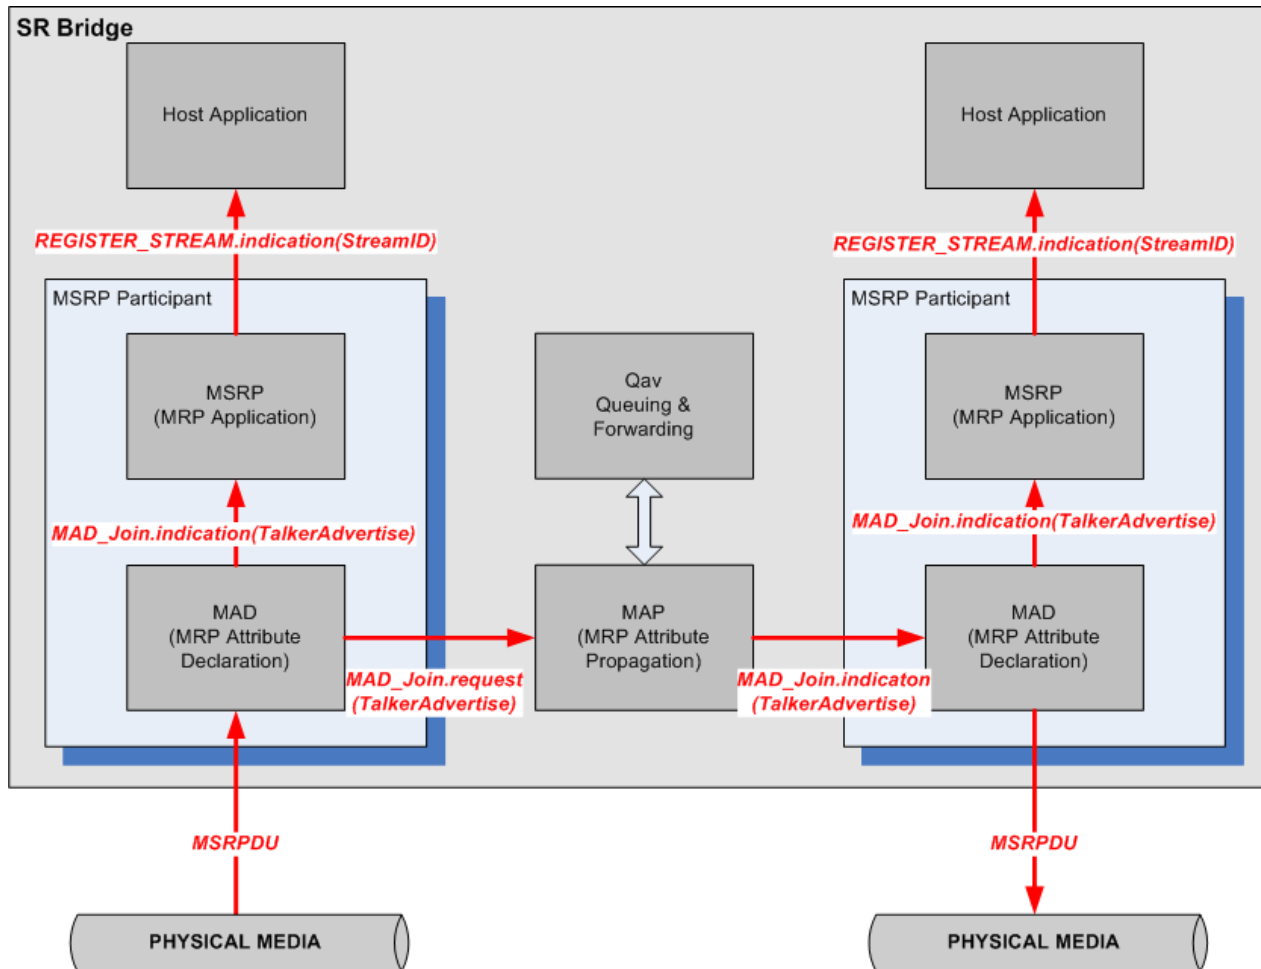 SR Bridge
Host Application
Host Application
REGISTER_STREAM.indication(StreamID)
REGISTER_STREAM.indication(StreamID)
MSRP Participant
MSRP Participant
MSRP
(MRP Application)
Qav
Queuing &
Forwarding
MSRP
(MRP Application)
MAD_Join.indication(TalkerAdvertise)
MAD_Join.indication(TalkerAdvertise)
MAD
(MRP Attribute
Declaration)
MAP
(MRP Attribute
Propagation)
MAD
(MRP Attribute
Declaration)
MAD_Join.request
(TalkerAdvertise)
MAD_Join.indicaton
(TalkerAdvertise)
MSRPDU
MSRPDU
PHYSICAL MEDIA
PHYSICAL MEDIA